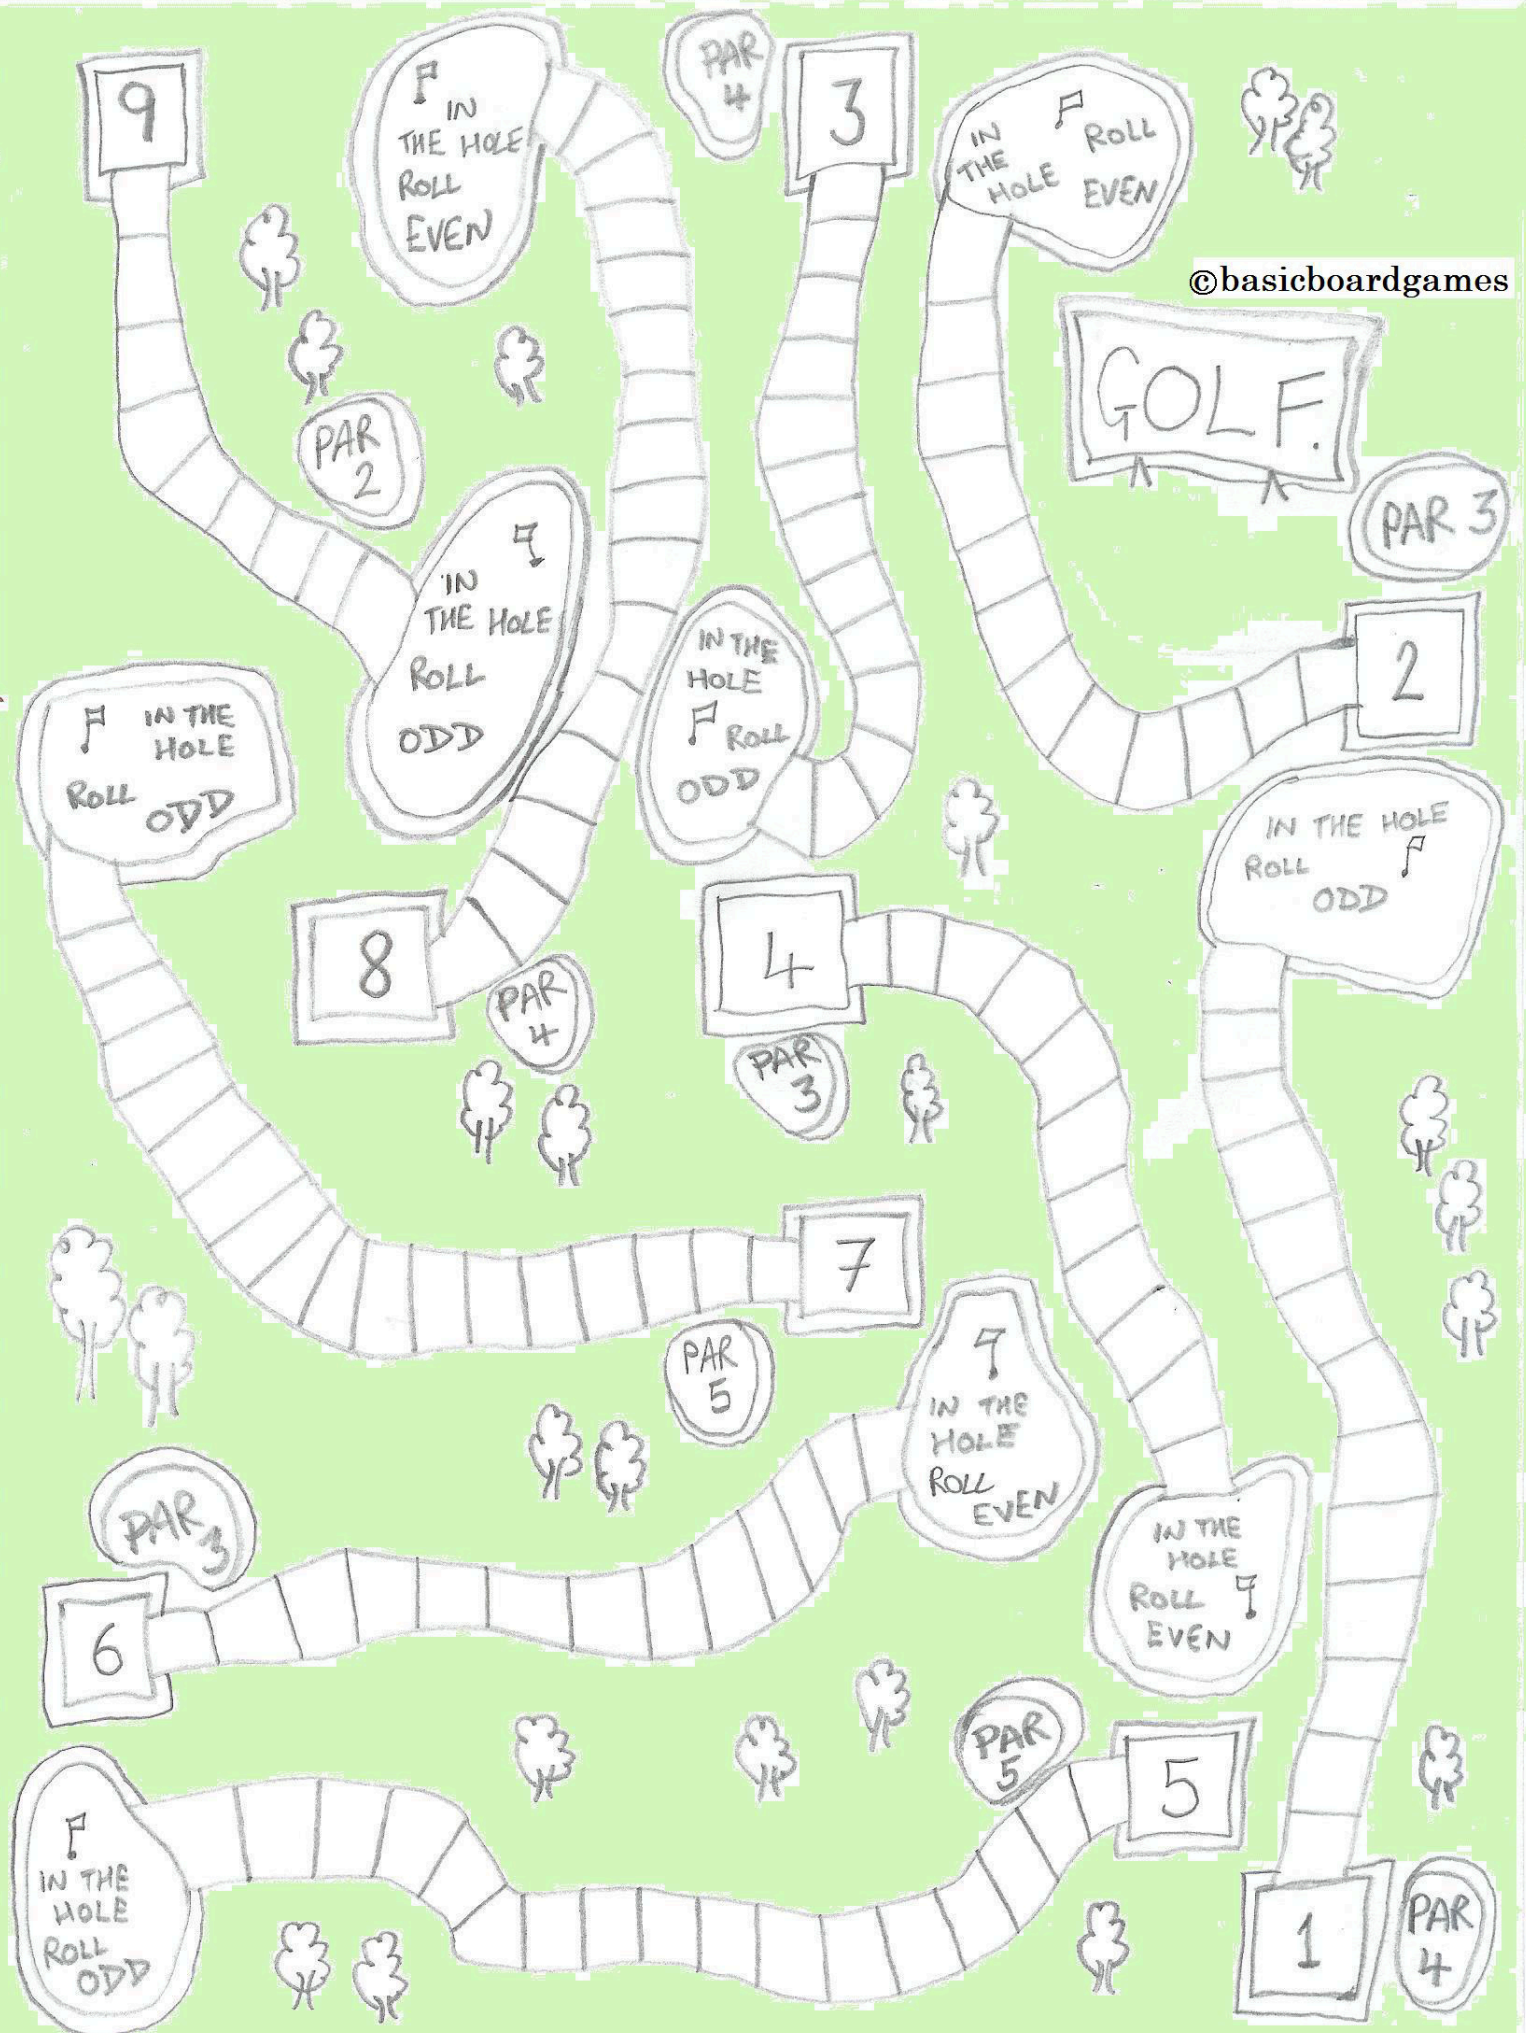 9
IN
THE HOLE
ROLL
EVEN
PAR
4
3
IN
THE
HOLE
ROLL
EVEN
©basicboardgames
GOLF.
PAR
2
PAR 3
IN
THE HOLE
ROLL
ODD
IN THE
HOLE
ROLL
ODD
2
IN THE
HOLE
ROLL
ODD
IN THE HOLE
ROLL
ODD
8
PAR
4
4
PAR
3
7
PAR
5
IN THE
HOLE
ROLL
EVEN
PAR
3
6
IN THE
HOLE
ROLL
EVEN
PAR
5
5
IN THE
HOLE
ROLL
ODD
1
PAR
4